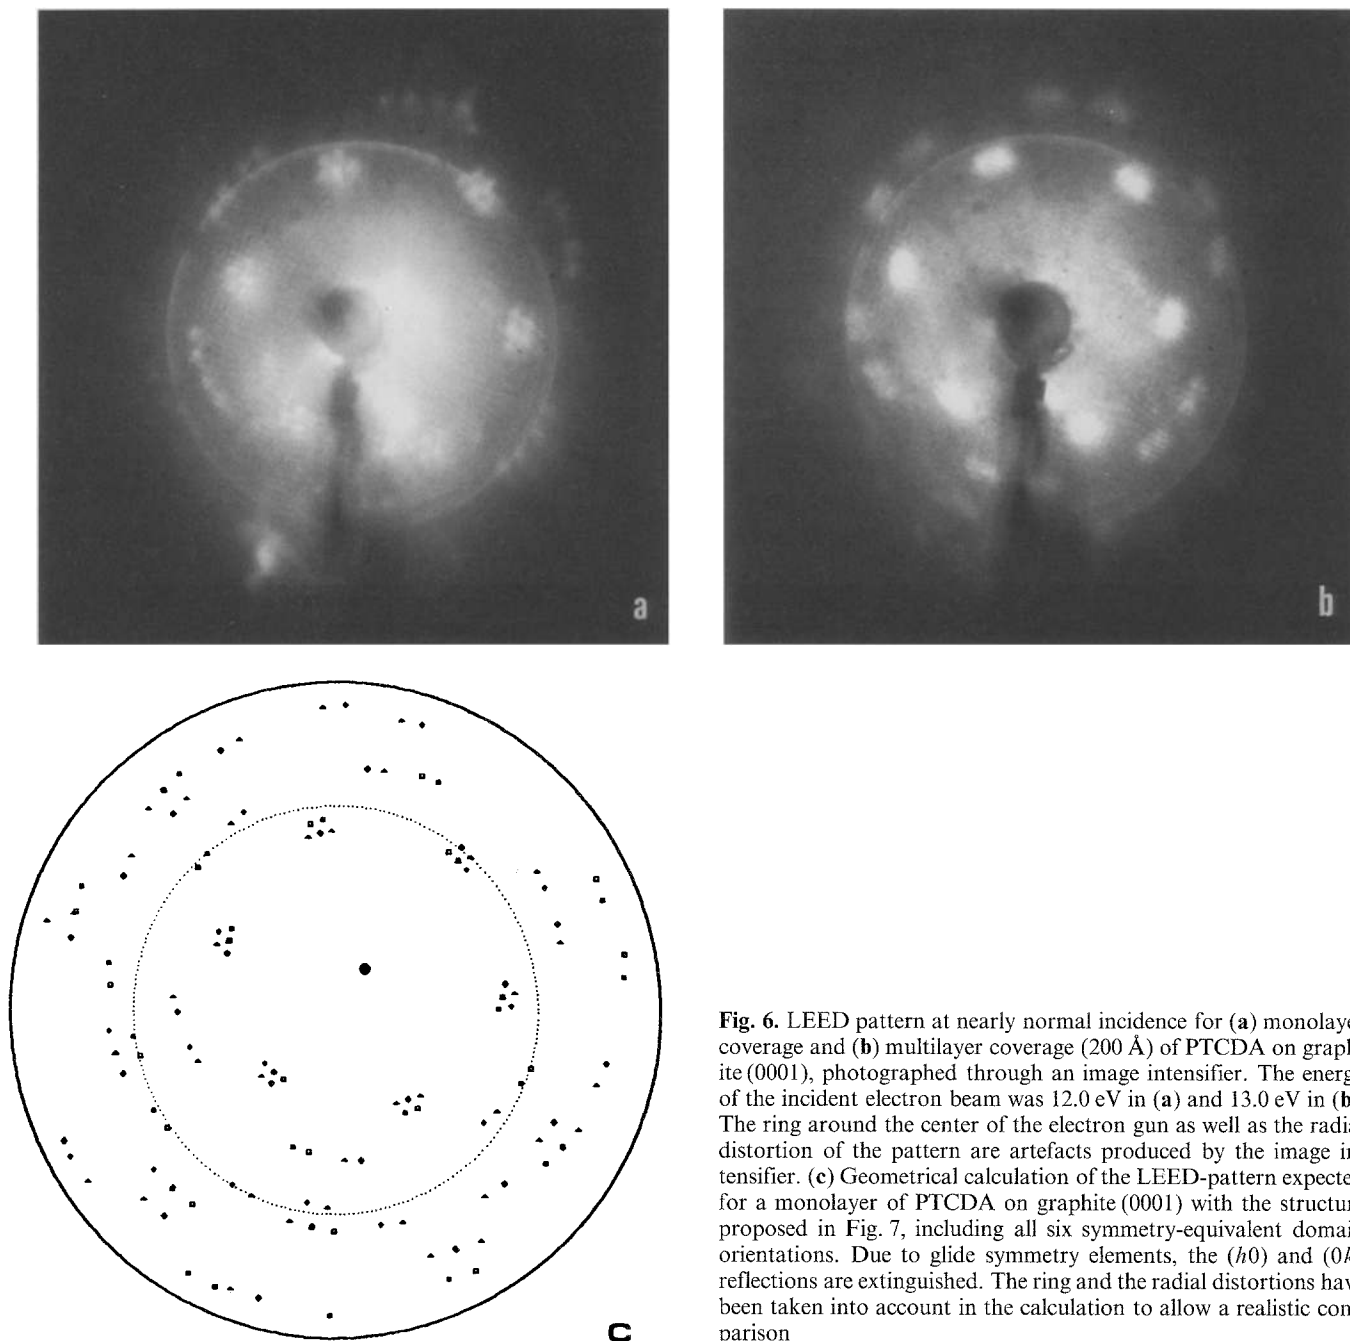 a
b
c
Fig. 6. LEED pattern at nearly normal incidence for (a) monolaye
coverage and (b) multilayer coverage (200 Å) of PTCDA on graph
ite (0001), photographed through an image intensifier. The energ
of the incident electron beam was 12.0 eV in (a) and 13.0 eV in (b
The ring around the center of the electron gun as well as the radia
distortion of the pattern are artefacts produced by the image in
tensifier. (c) Geometrical calculation of the LEED-pattern expecte
for a monolayer of PTCDA on graphite (0001) with the structur
proposed in Fig. 7, including all six symmetry-equivalent domai
orientations. Due to glide symmetry elements, the (h0) and (0k
reflections are extinguished. The ring and the radial distortions hav
been taken into account in the calculation to allow a realistic com
parison